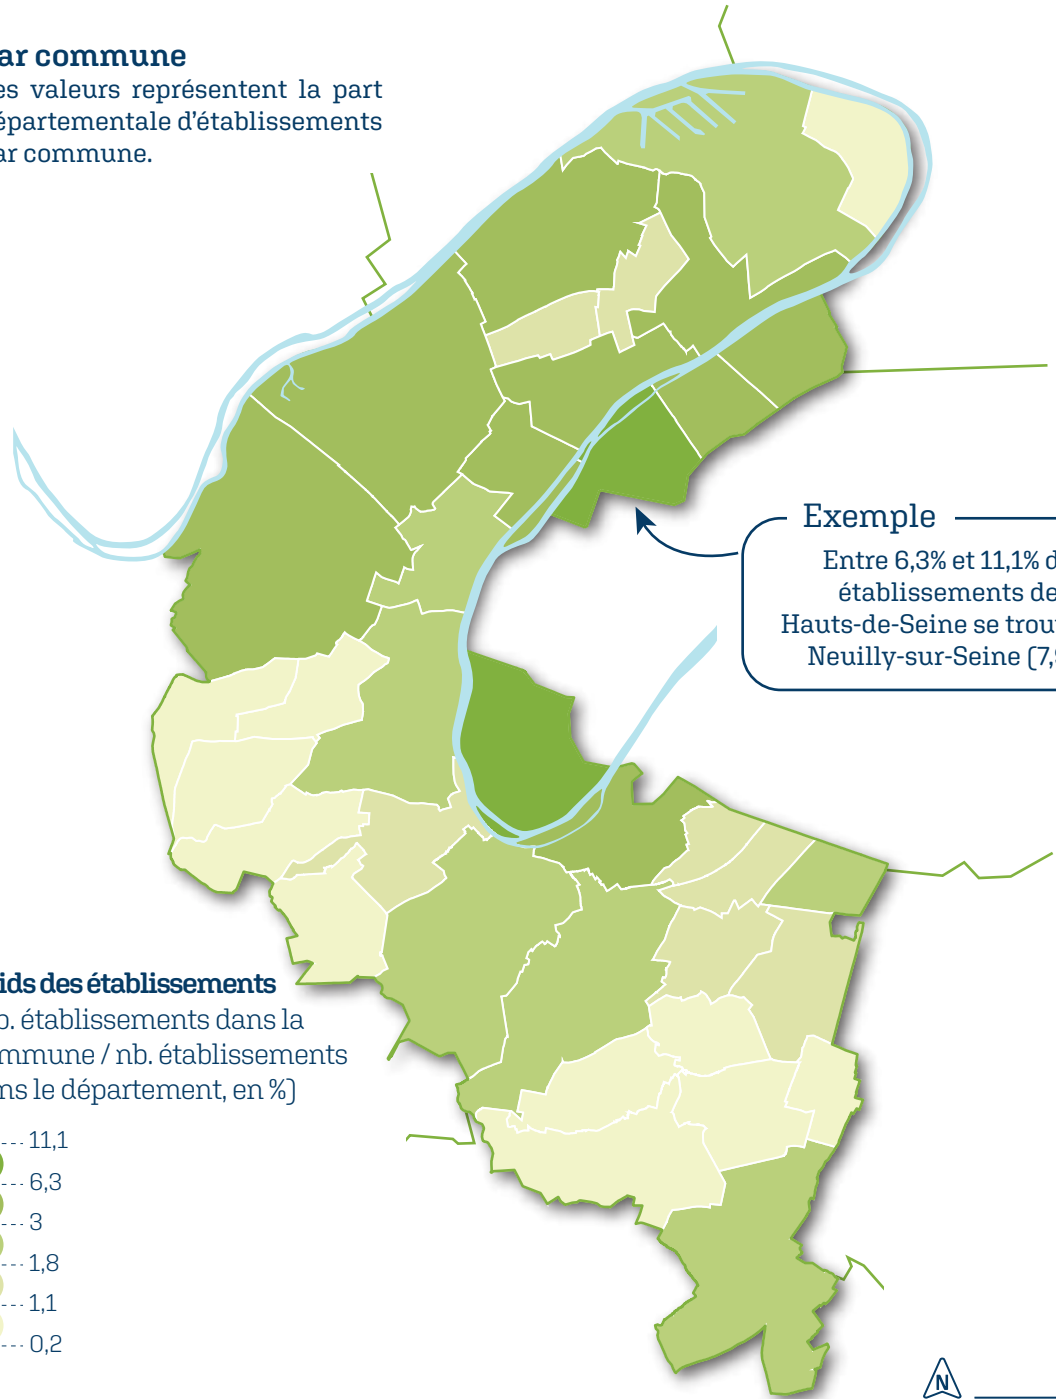 ar commune
es valeurs représentent la part
épartementale d'établissements
ar commune.
Exemple
Entre 6,3% et 11,1% d
établissements de
Hauts-de-Seine se trou
Neuilly-sur-Seine (7,9
ids des établissements
b. établissements dans la
mmune / nb. établissements
ns le département, en %)
11,1
6,3
3
1,8
1,1
0,2
N